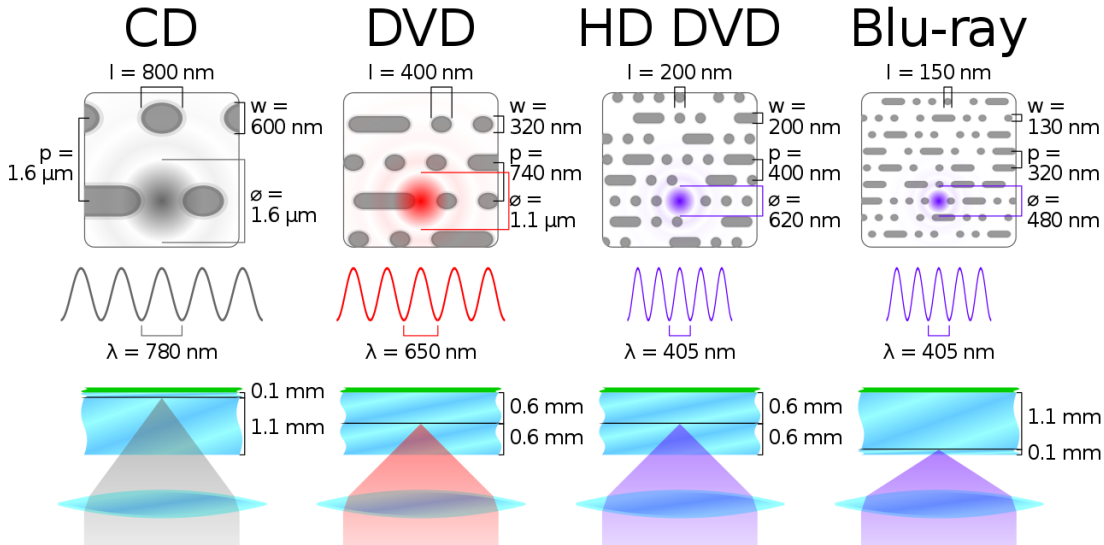 CD
l = 800 nm
w =
600 nm
p =
1.6 µm
ø =
1.6 µm
λ = 780 nm
0.1 mm
1.1 mm
DVD
l = 400 nm
w =
320 nm
p =
740 nm
ø =
1.1 µm
λ = 650 nm
0.6 mm
0.6 mm
HD DVD
l = 200 nm
w =
200 nm
p =
400 nm
ø =
620 nm
λ = 405 nm
0.6 mm
0.6 mm
Blu-ray
l = 150 nm
w =
130 nm
p =
320 nm
ø =
480 nm
λ = 405 nm
1.1 mm
0.1 mm